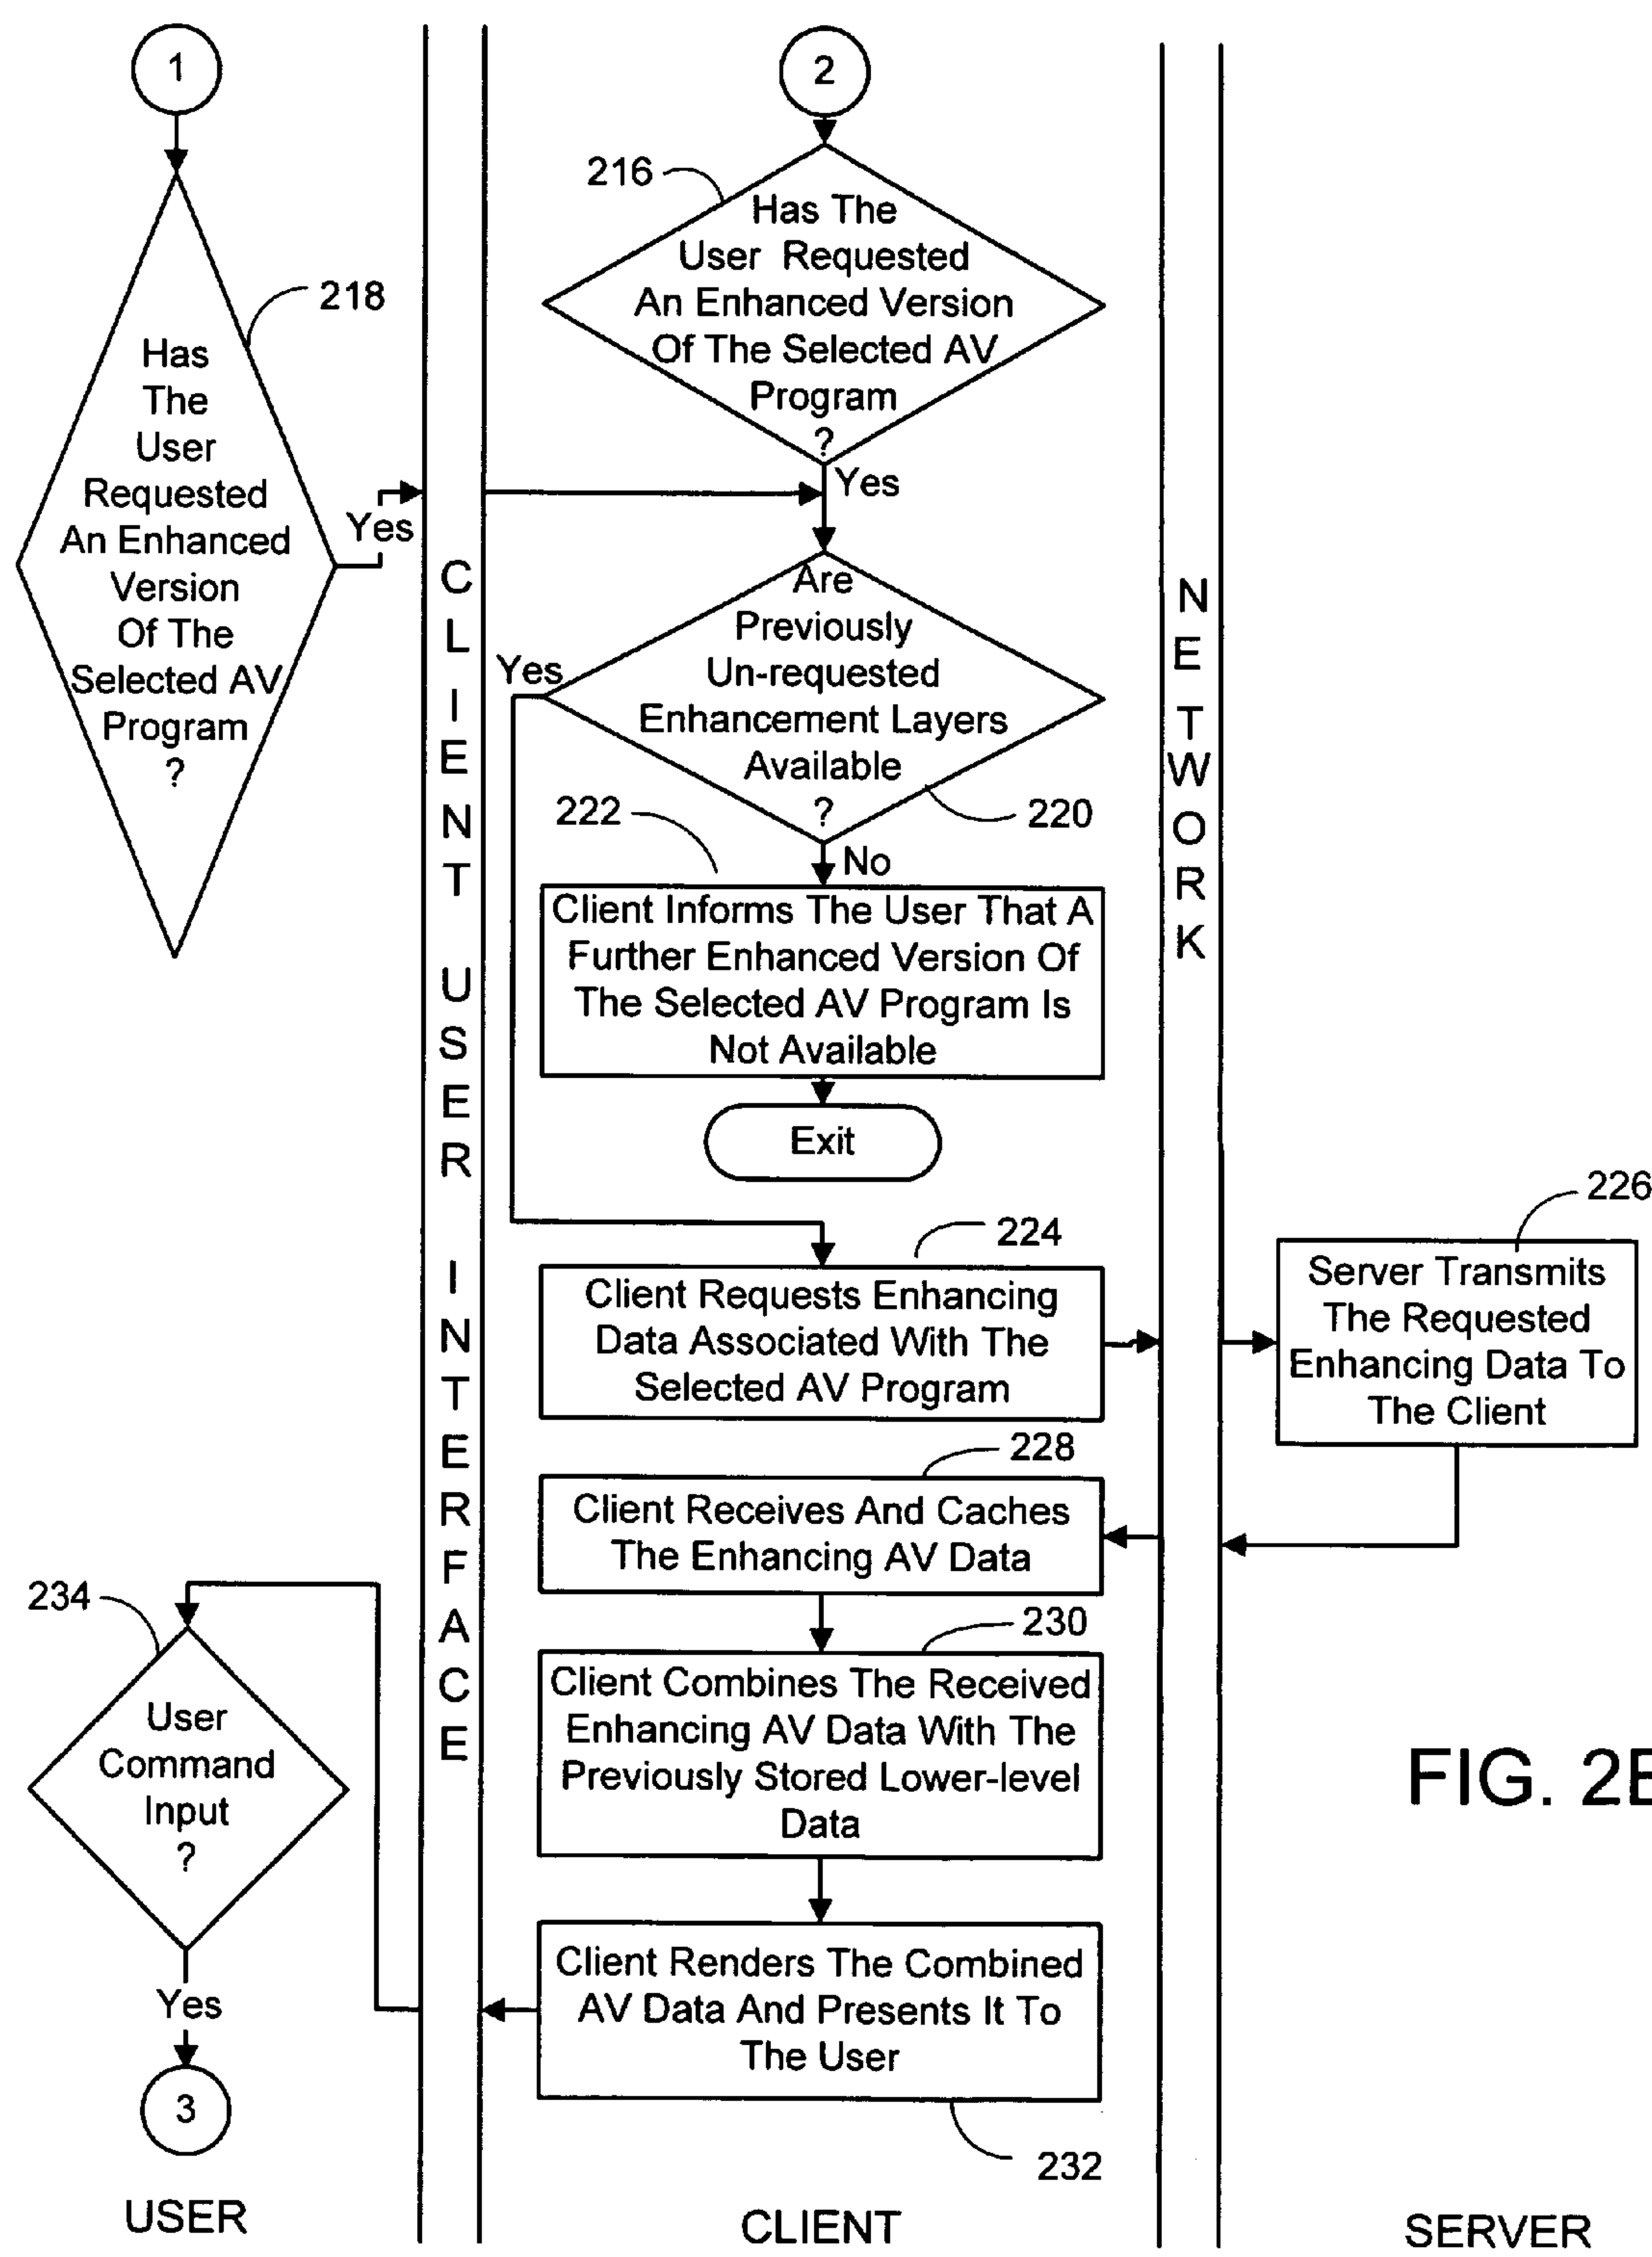 1
2
216
Has The
User Requested
An Enhanced Version
Of The Selected AV
Program
?
Yes
218
Has
The
User
Requested
An Enhanced
Version
Of The
Selected AV
Program
?
Yes
CLIENT USER INTERFACE
NETWORK
Are
Previously
Un-requested
Enhancement Layers
Available
?
Yes
220
222
No
Client Informs The User That A
Further Enhanced Version Of
The Selected AV Program Is
Not Available
Exit
224
Client Requests Enhancing
Data Associated With The
Selected AV Program
226
Server Transmits
The Requested
Enhancing Data To
The Client
228
Client Receives And Caches
The Enhancing AV Data
230
Client Combines The Received
Enhancing AV Data With The
Previously Stored Lower-level
Data
234
User
Command
Input
?
Yes
3
Client Renders The Combined
AV Data And Presents It To
The User
232
FIG.
USER
CLIENT
SERVER